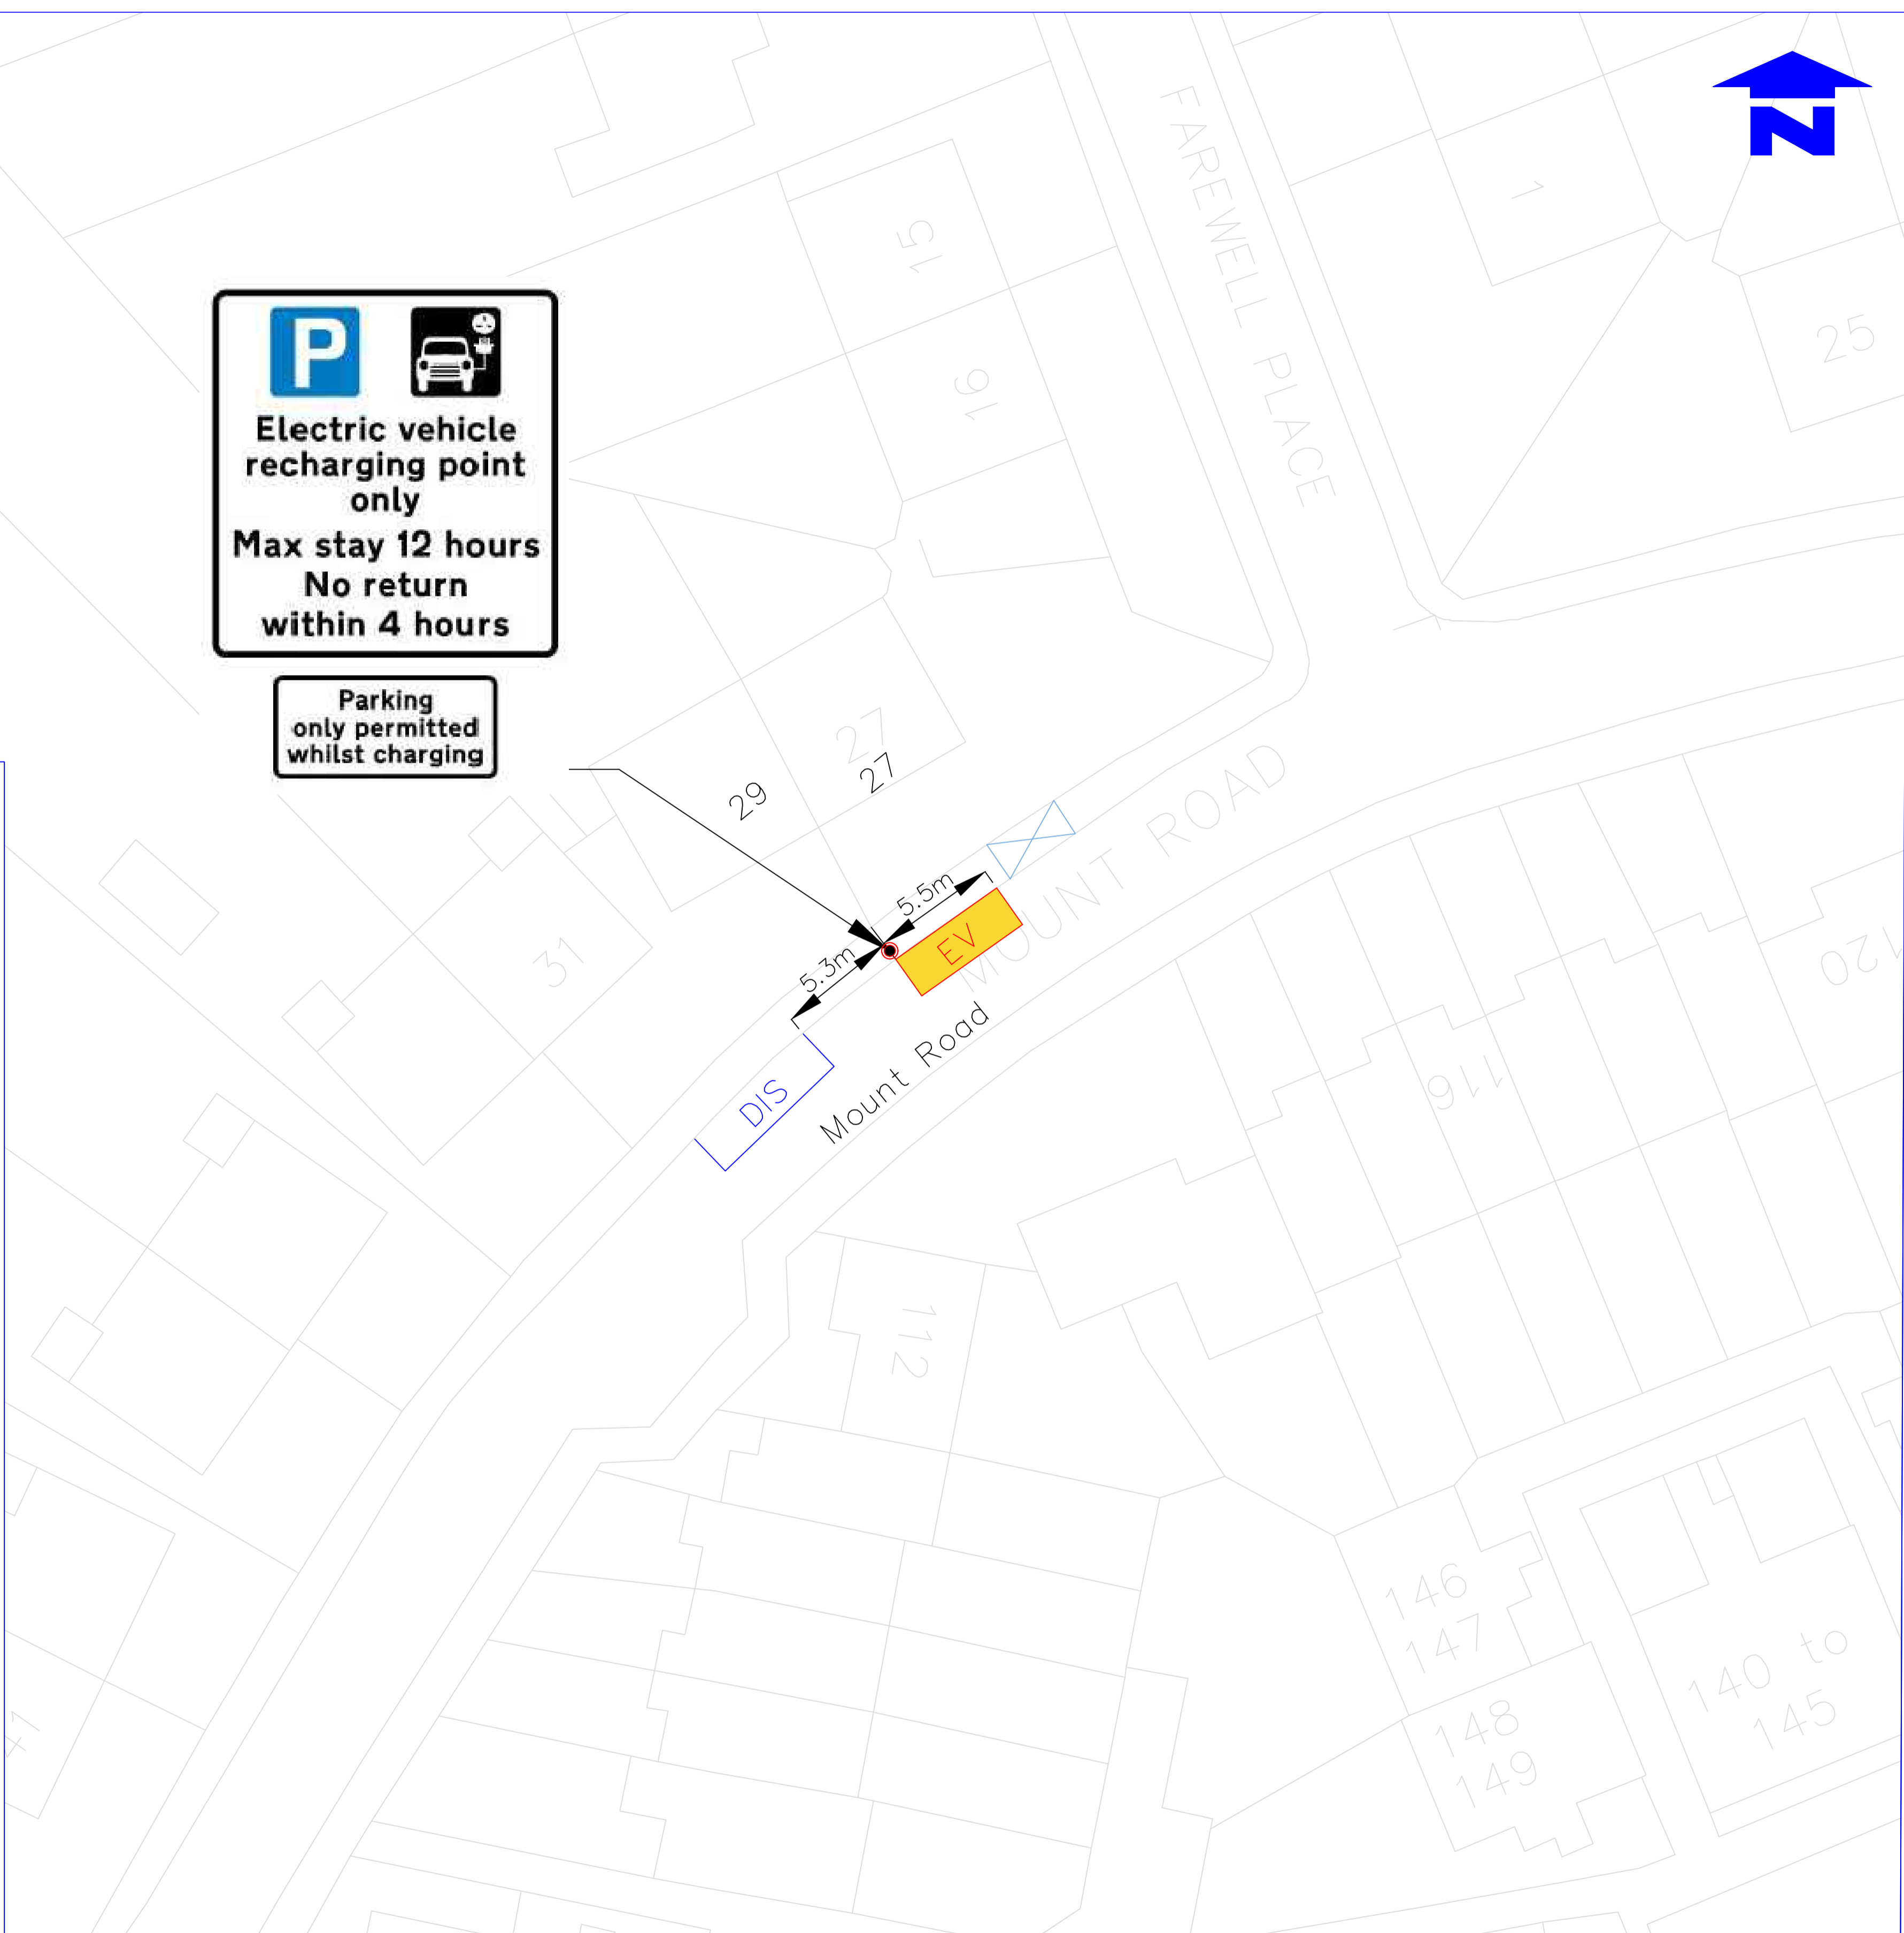 N
FAREWELL PLACE
15
1
16
25
P
Electric vehicle
recharging point
only
Max stay 12 hours
No return
within 4 hours
Parking
only permitted
whilst charging
27
27
29
MOUNT ROAD
5.5m
EV
5.3m
31
DIS
Mount Road
120
116
112
146
147
148
149
140 to
145